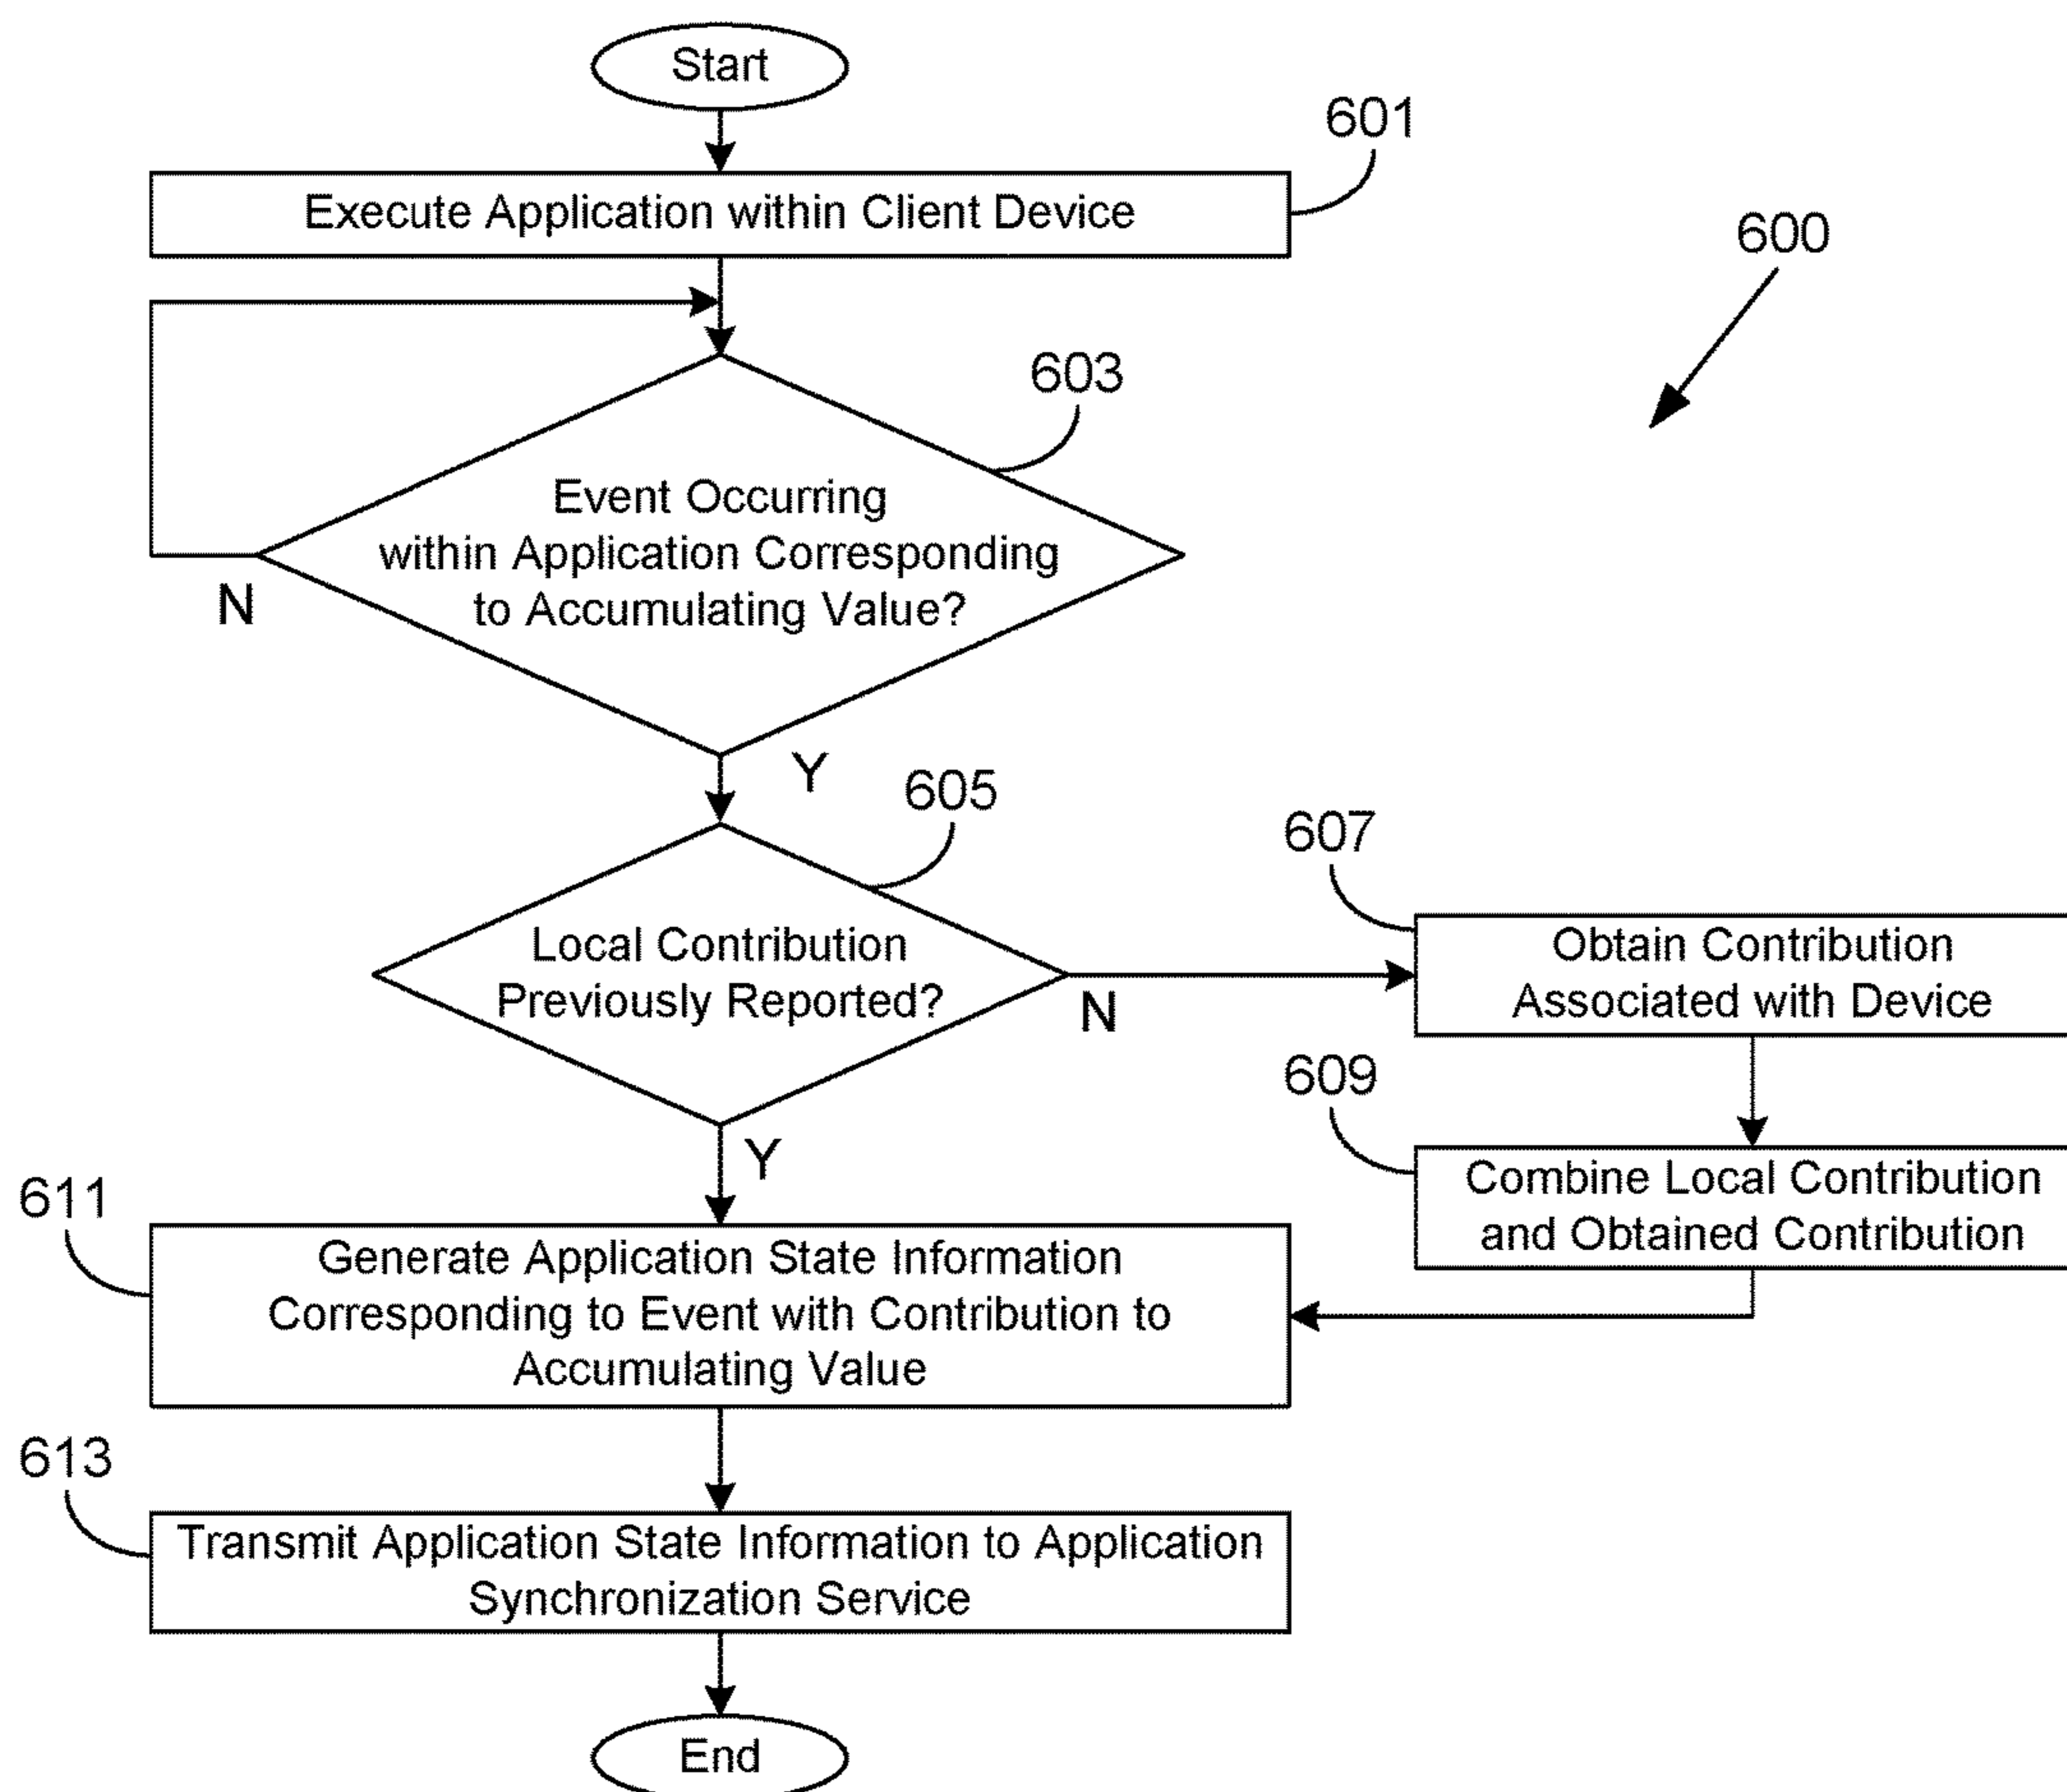 Start
601
Execute Application within Client Device
600
603
Event Occurring
within Application Corresponding
to Accumulating Value?
N
Y
605
607
Local Contribution
Previously Reported?
N
Obtain Contribution
Associated with Device
609
Y
Combine Local Contribution
and Obtained Contribution
611
Generate Application State Information
Corresponding to Event with Contribution to
Accumulating Value
613
Transmit Application State Information to Application
Synchronization Service
End